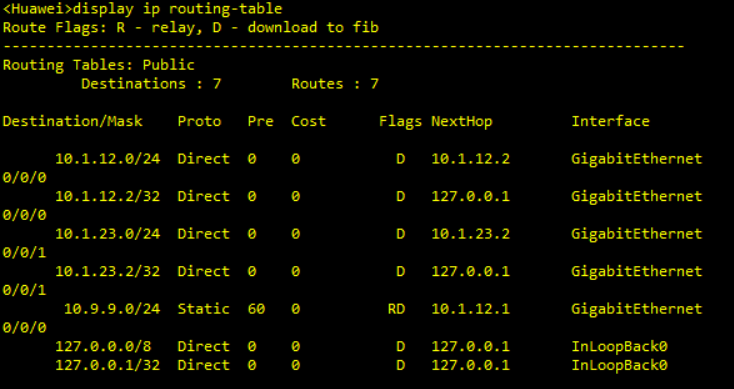 <Huawei>display ip routing-table
Route Flags: R - relay, D - download to fib
------------------------------------------------------------------------------
Routing Tables: Public
         Destinations : 7        Routes : 7

Destination/Mask    Proto   Pre  Cost      Flags NextHop         Interface

      10.1.12.0/24  Direct  0    0           D   10.1.12.2       GigabitEthernet
0/0/0
      10.1.12.2/32  Direct  0    0           D   127.0.0.1       GigabitEthernet
0/0/0
      10.1.23.0/24  Direct  0    0           D   10.1.23.2       GigabitEthernet
0/0/1
      10.1.23.2/32  Direct  0    0           D   127.0.0.1       GigabitEthernet
0/0/1
       10.9.9.0/24  Static  60   0          RD   10.1.12.1       GigabitEthernet
0/0/0
      127.0.0.0/8   Direct  0    0           D   127.0.0.1       InLoopBack0
      127.0.0.1/32  Direct  0    0           D   127.0.0.1       InLoopBack0